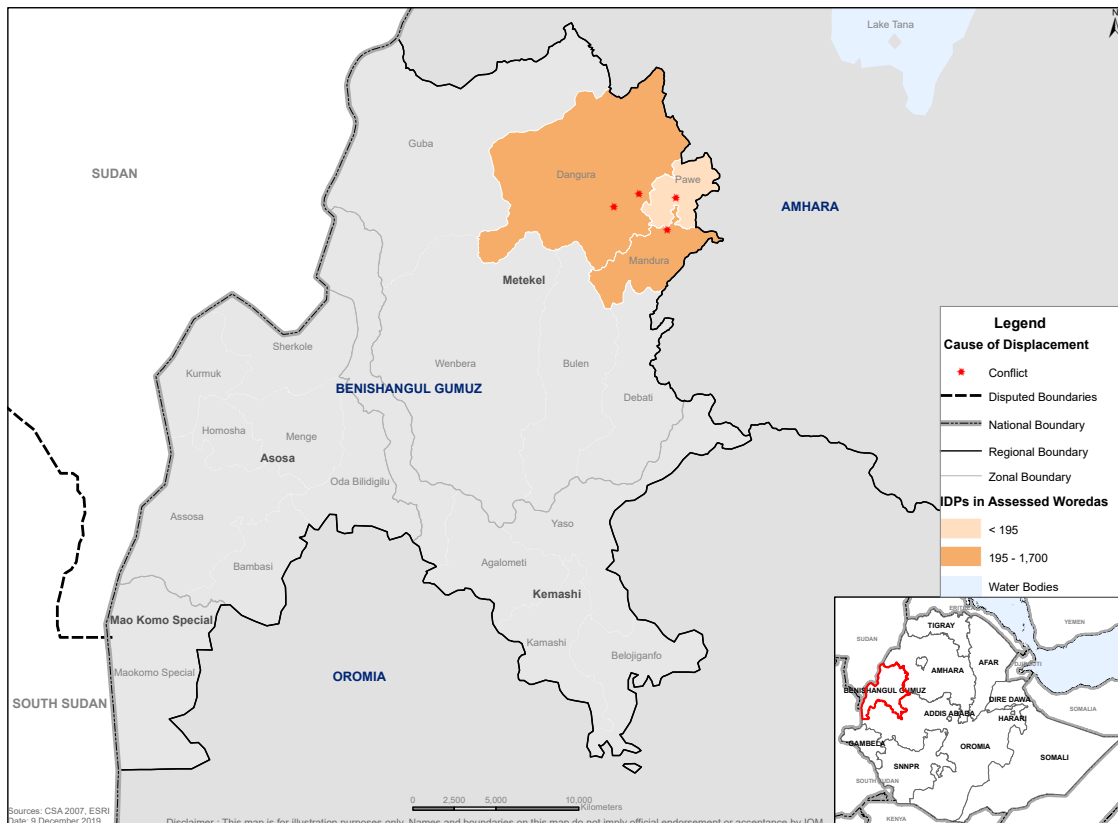 N
Lake Tana
Guba
SUDAN
Dangura
Pawe
AMHARA
Mandura
Metekel
Sherkole
Wenbera
Bulen
Kurmuk
BENISHANGUL GUMUZ
Debati
Homosha
Menge
Asosa
Oda Bilidigilu
Assosa
Yaso
Agalometi
Bambasi
Kemashi
Mao Komo Special
Kamashi
Belojiganfo
Maokomo Special
OROMIA
SOUTH SUDAN
Legend
Cause of Displacement
Conflict
Disputed Boundaries
National Boundary
Regional Boundary
Zonal Boundary
IDPs in Assessed Woredas
< 195
195 - 1,700
Water Bodies
ERITREA
TIGRAY
YEMEN
SUDAN
AFAR
DJIBOUTI
AMHARA
BENISHANGUL GUMUZ
DIRE DAWA
SOMALIA
ADDIS ABABA
HARARI
GAMBELA
OROMIA
SOMALI
SNNPR
SOUTH SUDAN
KENYA
0 2,500 5,000 10,000
Kilometers
Sources: CSA 2007, ESRI
Date: 9 December 2019
Disclaimer : This map is for illustration purposes only. Names and boundaries on this map do not imply official endorsement or acceptance by IOM